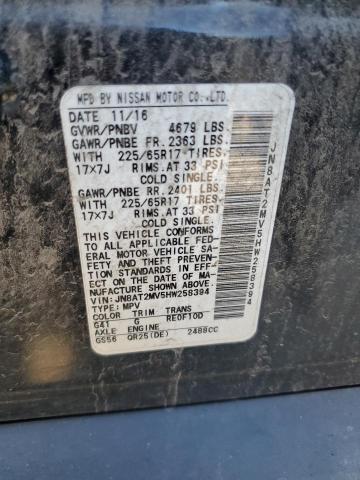 MFD BY NISSAN MOTOR CO.,LTD.
DATE 11/16
GVWR/PNBV 4679 LBS.
GAWR/PNBE FR. 2363 LBS.
WITH 225/65R17 TIRES.
17X7J RIMS.AT 33 PSI
COLD SINGLE.
GAWR/PNBE RR. 2401 LBS.
WITH 225/65R17 TIRES.
17X7J RIMS.AT 33 PSI
COLD SINGLE.
THIS VEHICLE CONFORMS
TO ALL APPLICABLE FED
ERAL MOTOR VEHICLE SA-
FETY AND THEFT PREVENTION
STANDARDS IN EFF-
ECT ON THE DATE OF MA-
NUFACTURE SHOWN ABOVE.
VIN:JN8AT2MV5HW258394
TYPE:MPV
COLOR TRIM TRANS
G41 G RE0F10D
AXLE ENGINE
GS56 QR25(DE) 2488CC
JN8AT2MV5HW258394